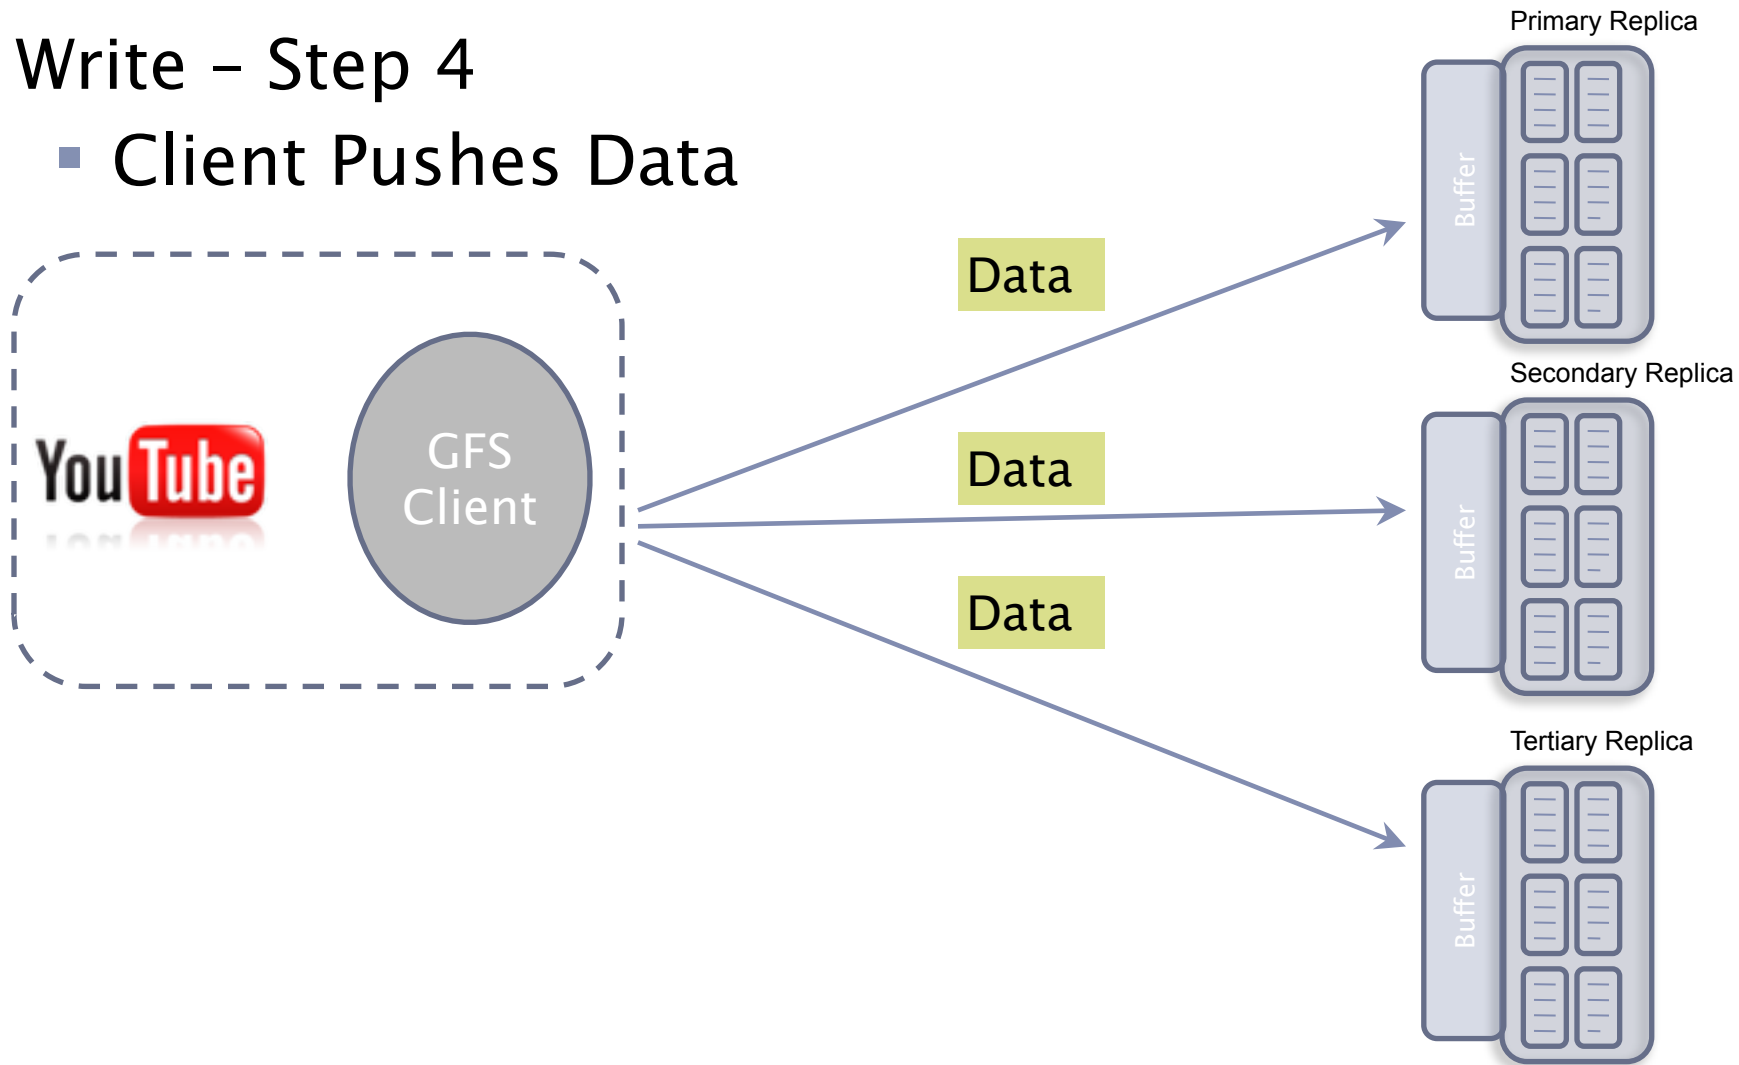 Write – Step 4
▪ Client Pushes Data
YouTube
GFS
Client
Data
Data
Data
Primary Replica
Buffer
Secondary Replica
Buffer
Tertiary Replica
Buffer